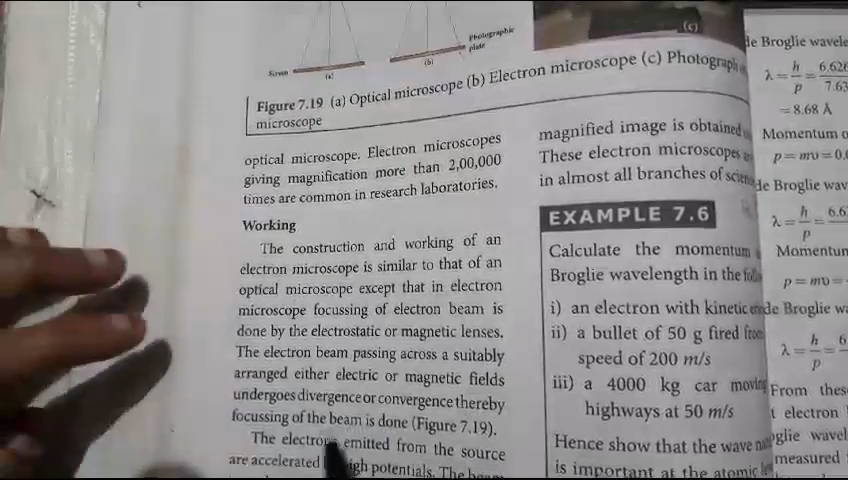 Screen
(a)
(b)
Photographic
plate
(c)
Figure 7.19 (a) Optical microscope (b) Electron microscope (c) Photograph
microscope
optical microscope. Electron microscopes
giving magnification more than 2,00,000
times are common in research laboratories.
Working
The construction and working of an
electron microscope is similar to that of an
optical microscope except that in electron
microscope focussing of electron beam is
done by the electrostatic or magnetic lenses.
The electron beam passing across a suitably
arranged either electric or magnetic fields
undergoes divergence or convergence thereby
focussing of the beam is done (Figure 7.19).
The electrons emitted from the source
are accelerated high potentials. The beam
magnified image is obtained
These electron microscopes
in almost all branches of
EXAMPLE 7.6
Calculate the momentum
Broglie wavelength in the
i) an electron with kinetic
ii) a bullet of 50 g fired from
speed of 200 m/s
iii) a 4000 kg car moving
highways at 50 m/s
Hence show that the wave
is important at the atomic
de Broglie wavele
λ = h/p = 6.626/7.63
= 8.68 Å
Momentum o
p = mυ = 0.0
de Broglie wav
λ = h/p = 6.6
Momentum
p = mυ =
de Broglie wa
λ = h/p = 6
From thes
t electron
oglie wavel
measured